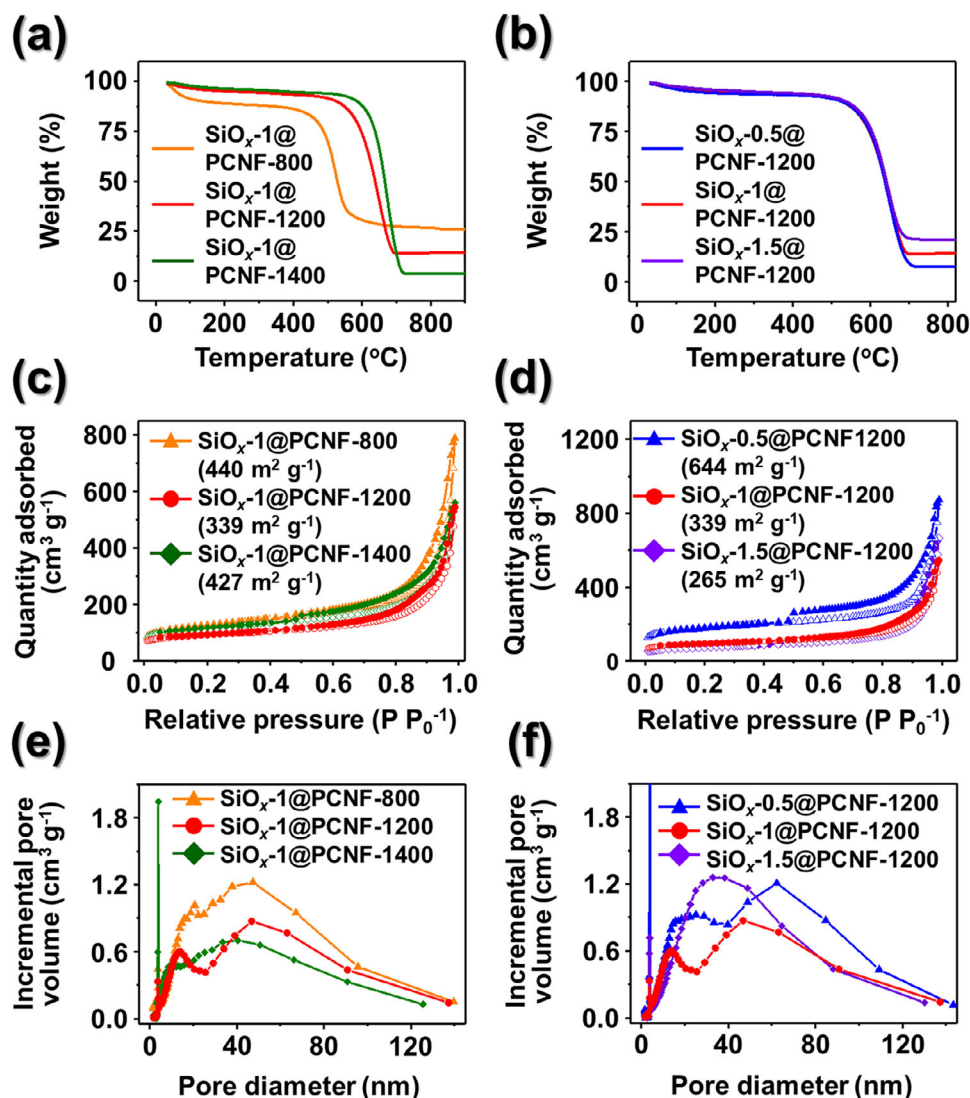 (a)
100
75
50
25
0
Weight (%)
SiOₓ-1@
PCNF-800
SiOₓ-1@
PCNF-1200
SiOₓ-1@
PCNF-1400
0 200 400 600 800
Temperature (ᵒC)
(b)
100
75
50
25
0
Weight (%)
SiOₓ-0.5@
PCNF-1200
SiOₓ-1@
PCNF-1200
SiOₓ-1.5@
PCNF-1200
0 200 400 600 800
Temperature (ᵒC)
(c)
800
600
400
200
0
Quantity adsorbed
(cm³ g⁻¹)
SiOₓ-1@PCNF-800
(440 m² g⁻¹)
SiOₓ-1@PCNF-1200
(339 m² g⁻¹)
SiOₓ-1@PCNF-1400
(427 m² g⁻¹)
0.0 0.2 0.4 0.6 0.8 1.0
Relative pressure (P P₀⁻¹)
(d)
1200
800
400
0
Quantity adsorbed
(cm³ g⁻¹)
SiOₓ-0.5@PCNF1200
(644 m² g⁻¹)
SiOₓ-1@PCNF-1200
(339 m² g⁻¹)
SiOₓ-1.5@PCNF-1200
(265 m² g⁻¹)
0.0 0.2 0.4 0.6 0.8 1.0
Relative pressure (P P₀⁻¹)
(e)
1.8
1.2
0.6
0.0
Incremental pore
volume (cm³ g⁻¹)
SiOₓ-1@PCNF-800
SiOₓ-1@PCNF-1200
SiOₓ-1@PCNF-1400
0 40 80 120
Pore diameter (nm)
(f)
1.8
1.2
0.6
0.0
Incremental pore
volume (cm³ g⁻¹)
SiOₓ-0.5@PCNF-1200
SiOₓ-1@PCNF-1200
SiOₓ-1.5@PCNF-1200
0 40 80 120
Pore diameter (nm)